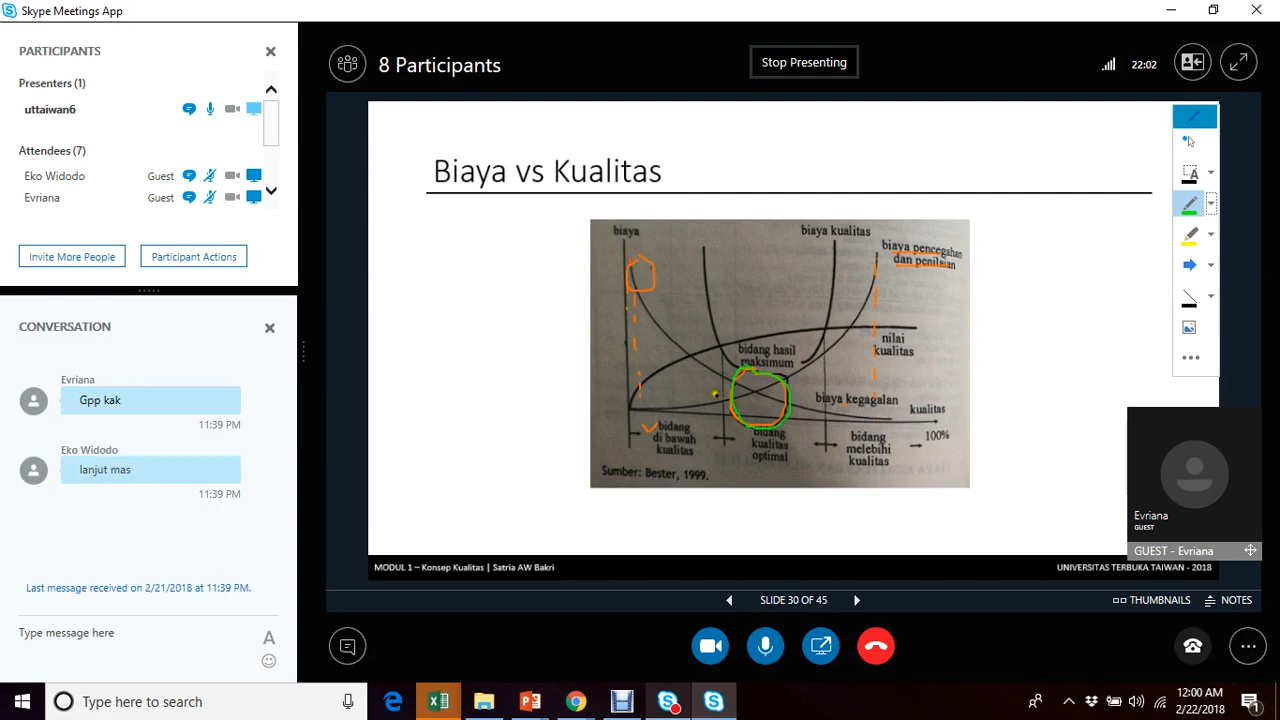 Skype Meetings App
PARTICIPANTS
Presenters (1)
uttaiwan6
Attendees (7)
Eko Widodo Guest
Evriana Guest
Invite More People Participant Actions
CONVERSATION
Evriana
Gpp kak
11:39 PM
Eko Widodo
lanjut mas
11:39 PM
Last message received on 2/21/2018 at 11:39 PM.
Type message here
8 Participants
Stop Presenting
22:02
Biaya vs Kualitas
biaya
biaya kualitas
biaya pencegahan
dan penilaian
nilai
kualitas
bidang hasil
maksimum
biaya kegagalan
kualitas
100%
bidang
di bawah
kualitas
bidang
kualitas
optimal
bidang
melebihi
kualitas
Sumber: Bester, 1999.
MODUL 1 – Konsep Kualitas | Satria AW Bakri
UNIVERSITAS TERBUKA TAIWAN - 2018
Evriana
GUEST
GUEST - Evriana
SLIDE 30 OF 45
THUMBNAILS
NOTES
Type here to search
12:00 AM
2/22/2018
1